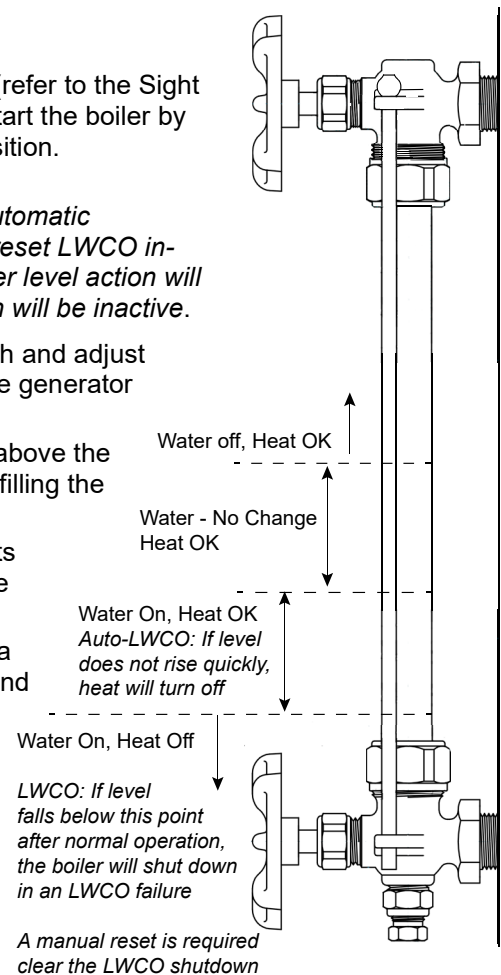 refer to the Sight
tart the boiler by
sition.
utomatic
reset LWCO in-
er level action will
n will be inactive.
h and adjust
e generator
above the
filling the
ts
e
a
nd
Water off, Heat OK
Water - No Change
Heat OK
Water On, Heat OK
Auto-LWCO: If level
does not rise quickly,
heat will turn off
Water On, Heat Off
LWCO: If level
falls below this point
after normal operation,
the boiler will shut down
in an LWCO failure
A manual reset is required
clear the LWCO shutdown